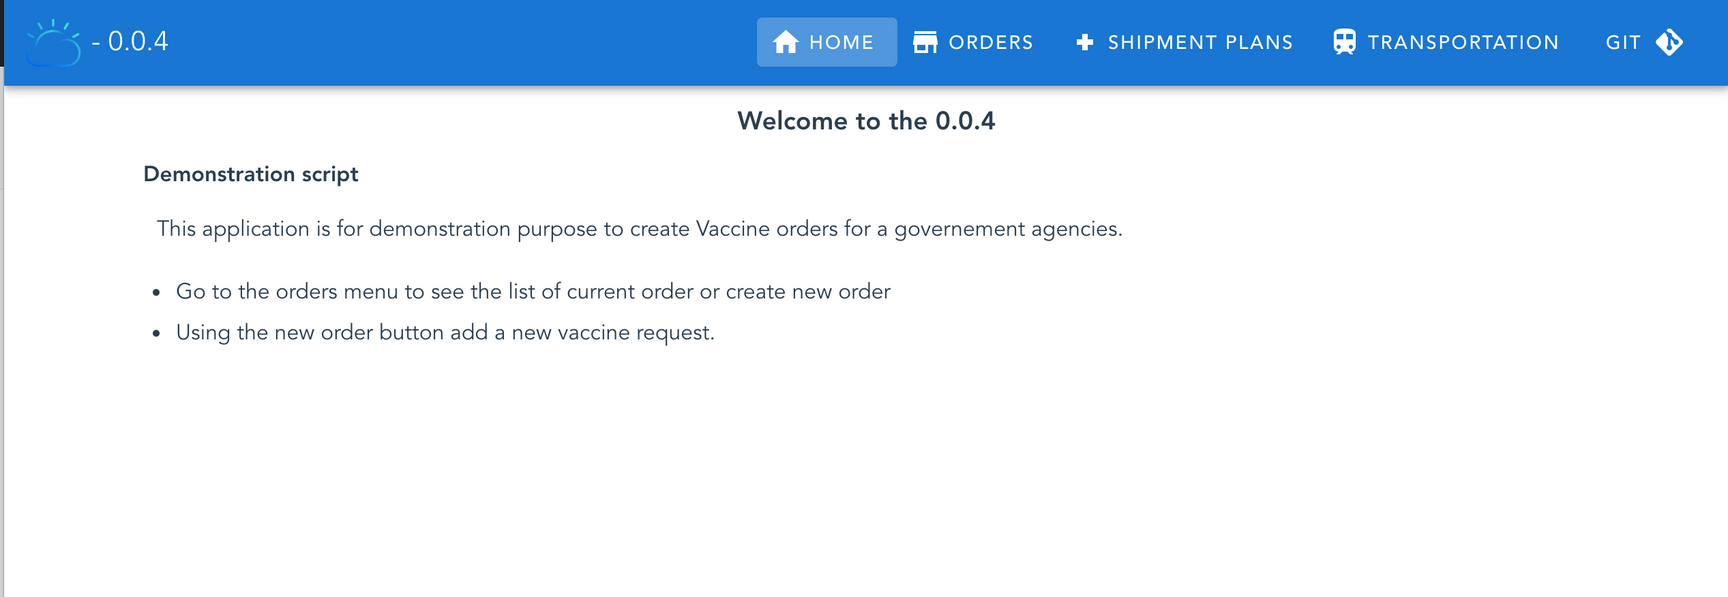 - 0.0.4
HOME
ORDERS
SHIPMENT PLANS
TRANSPORTATION
GIT
Welcome to the 0.0.4
Demonstration script
This application is for demonstration purpose to create Vaccine orders for a governement agencies.
• Go to the orders menu to see the list of current order or create new order
• Using the new order button add a new vaccine request.